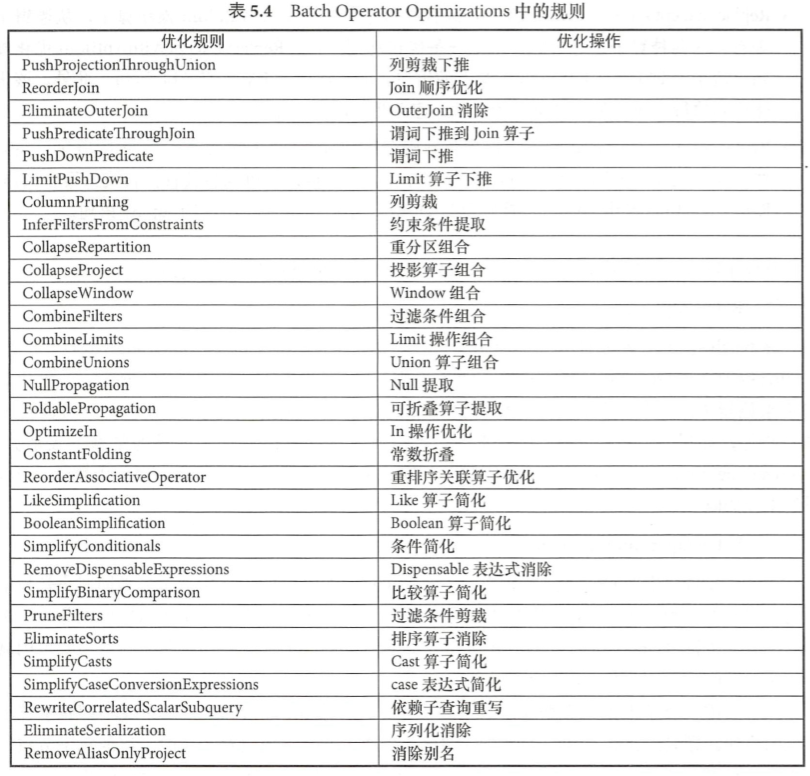 表 5.4 Batch Operator Optimizations 中的规则
优化规则 优化操作
PushProjectionThroughUnion 列剪裁下推
ReorderJoin Join 顺序优化
EliminateOuterJoin OuterJoin 消除
PushPredicateThroughJoin 谓词下推到 Join 算子
PushDownPredicate 谓词下推
LimitPushDown Limit 算子下推
ColumnPruning 列剪裁
InferFiltersFromConstraints 约束条件提取
CollapseRepartition 重分区组合
CollapseProject 投影算子组合
CollapseWindow Window 组合
CombineFilters 过滤条件组合
CombineLimits Limit 操作组合
CombineUnions Union 算子组合
NullPropagation Null 提取
FoldablePropagation 可折叠算子提取
OptimizeIn In 操作优化
ConstantFolding 常数折叠
ReorderAssociativeOperator 重排序关联算子优化
LikeSimplification Like 算子简化
BooleanSimplification Boolean 算子简化
SimplifyConditionals 条件简化
RemoveDispensableExpressions Dispensable 表达式消除
SimplifyBinaryComparison 比较算子简化
PruneFilters 过滤条件剪裁
EliminateSorts 排序算子消除
SimplifyCasts Cast 算子简化
SimplifyCaseConversionExpressions case 表达式简化
RewriteCorrelatedScalarSubquery 依赖子查询重写
EliminateSerialization 序列化消除
RemoveAliasOnlyProject 消除别名